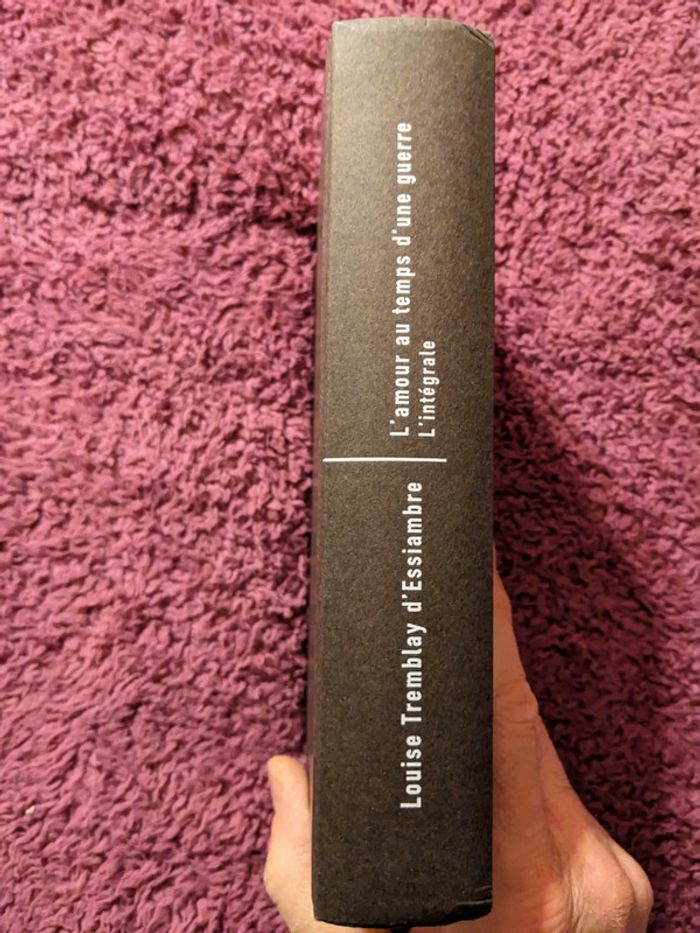 Louise Tremblay d'Essiambre
L'amour au temps d'une guerre
L'intégrale